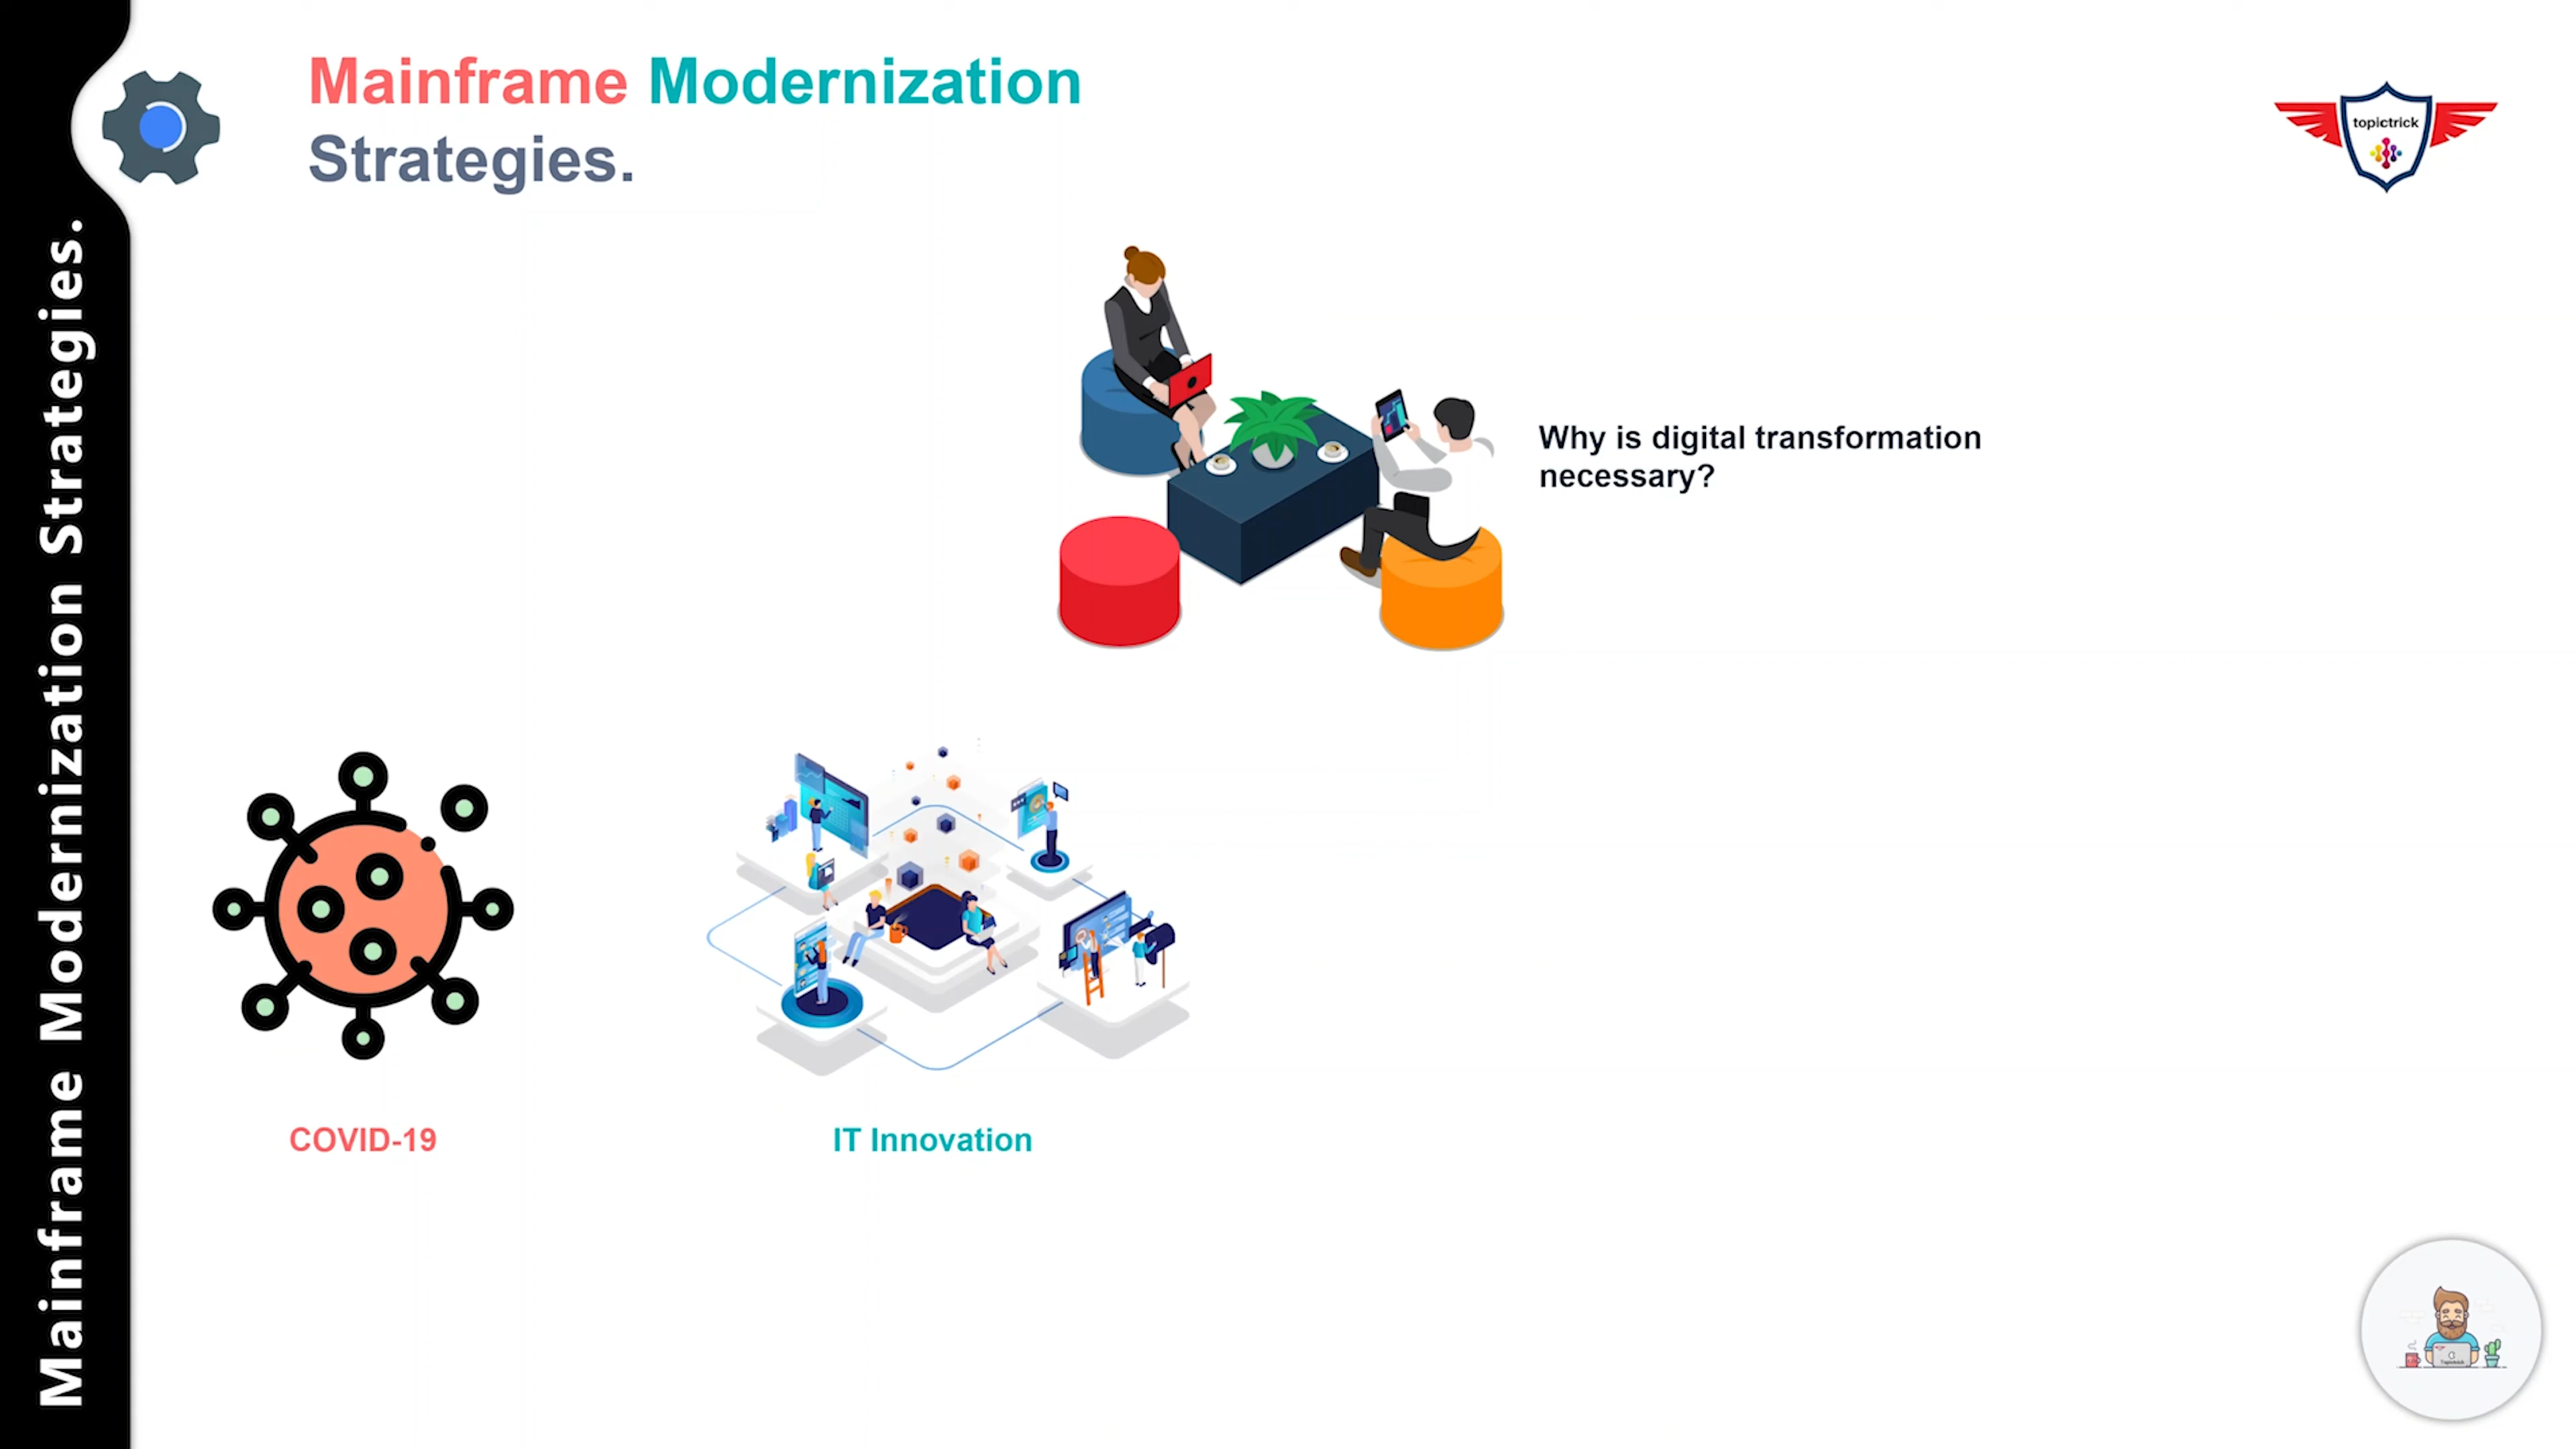 Mainframe Modernization
Strategies.
topictrick
Mainframe Modernization Strategies.
Why is digital transformation
necessary?
COVID-19
IT Innovation